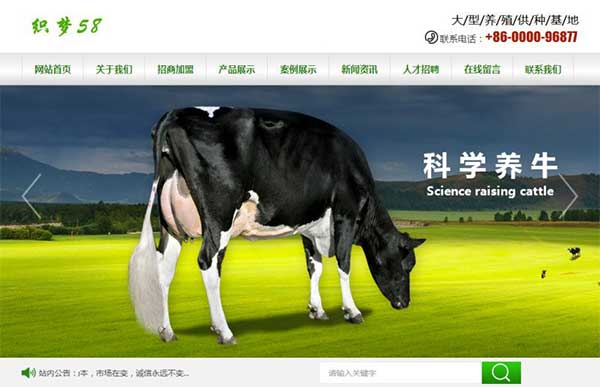 织梦58
大/型/养/殖/供/种/基/地
联系电话：+86-0000-96877
网站首页 关于我们 招商加盟 产品展示 案例展示 新闻资讯 人才招聘 在线留言 联系我们
科学养牛
Science raising cattle
站内公告：本，市场在变，诚信永远不变...
请输入关键字